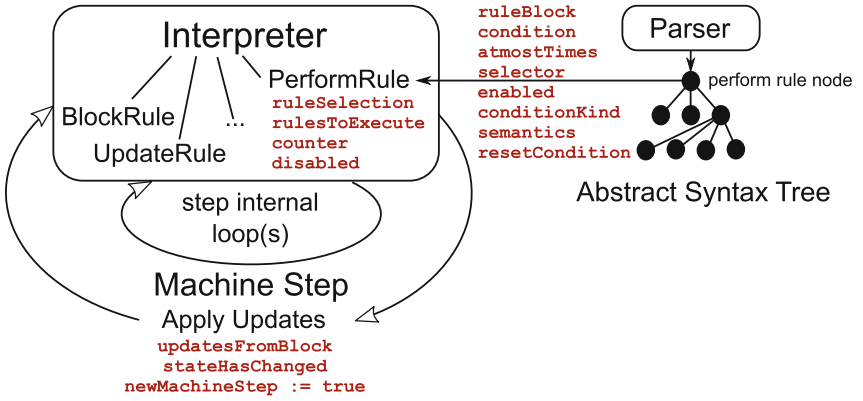 Interpreter
PerformRule
ruleSelection
rulesToExecute
counter
disabled
BlockRule
UpdateRule
...
step internal
loop(s)
Machine Step
Apply Updates
updatesFromBlock
stateHasChanged
newMachineStep := true
ruleBlock
condition
atmostTimes
selector
enabled
conditionKind
semantics
resetCondition
Parser
perform rule node
Abstract Syntax Tree